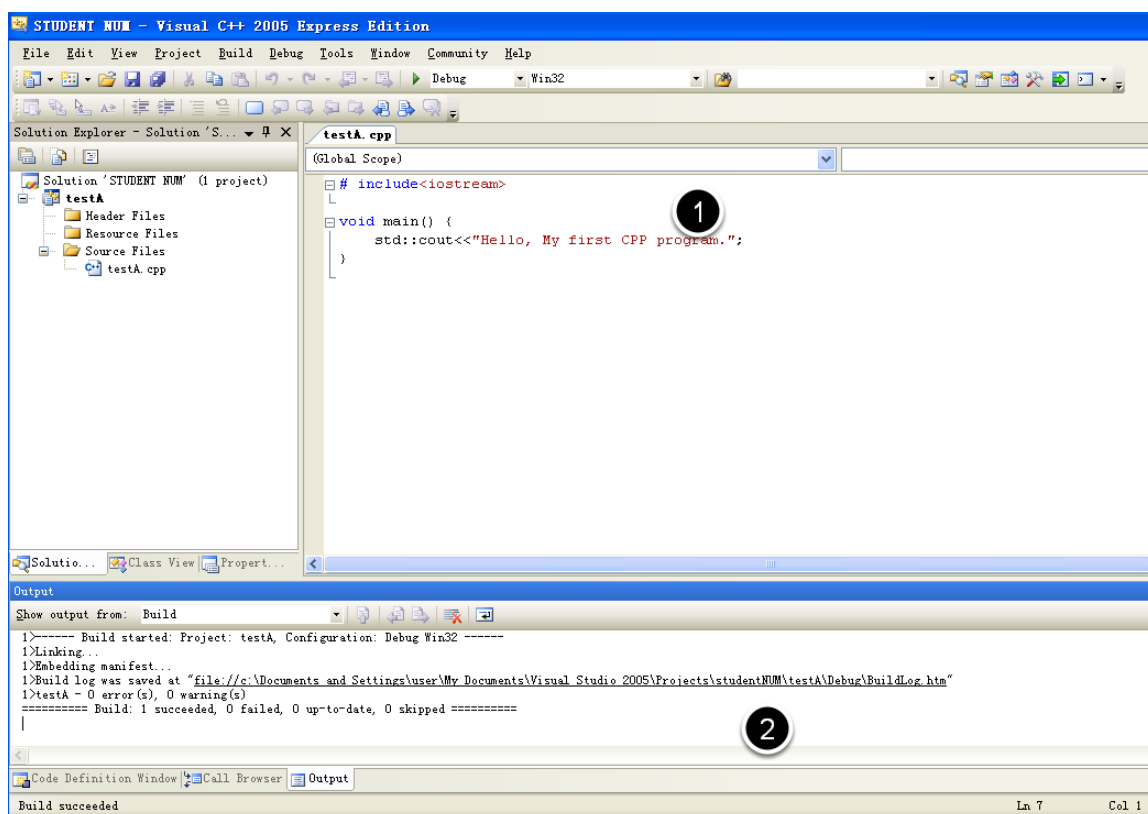 STUDENT NUM - Visual C++ 2005 Express Edition
File Edit View Project Build Debug Tools Window Community Help
Debug Win32
Solution Explorer - Solution 'S...
testA.cpp
(Global Scope)
Solution 'STUDENT NUM' (1 project)
testA
Header Files
Resource Files
Source Files
testA.cpp
# include<iostream>
void main() {
std::cout<<"Hello, My first CPP program.";
}
1
Solutio... Class View Propert...
Output
Show output from: Build
1>------ Build started: Project: testA, Configuration: Debug Win32 ------
1>Linking...
1>Embedding manifest...
1>Build log was saved at "file://c:\Documents and Settings\user\My Documents\Visual Studio 2005\Projects\studentNUM\testA\Debug\BuildLog.htm"
1>testA - 0 error(s), 0 warning(s)
========== Build: 1 succeeded, 0 failed, 0 up-to-date, 0 skipped ==========
2
Code Definition Window Call Browser Output
Build succeeded Ln 7 Col 1